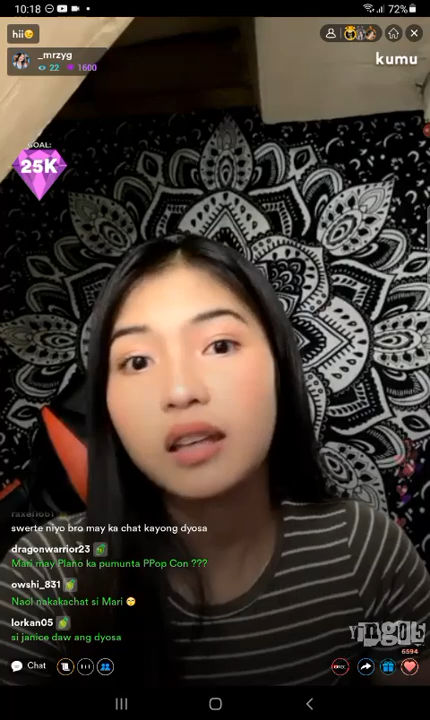 10:18
72%
hii😏
_mrzyg
22 1600
kumu
GOAL:
25K
swerte niyo bro may ka chat kayong dyosa
dragonwarrior23
Mari may Plano ka pumunta PPop Con ???
owshi_831
Naol nakakachat si Mari 😁
lorkan05
si janice daw ang dyosa
6594
Chat